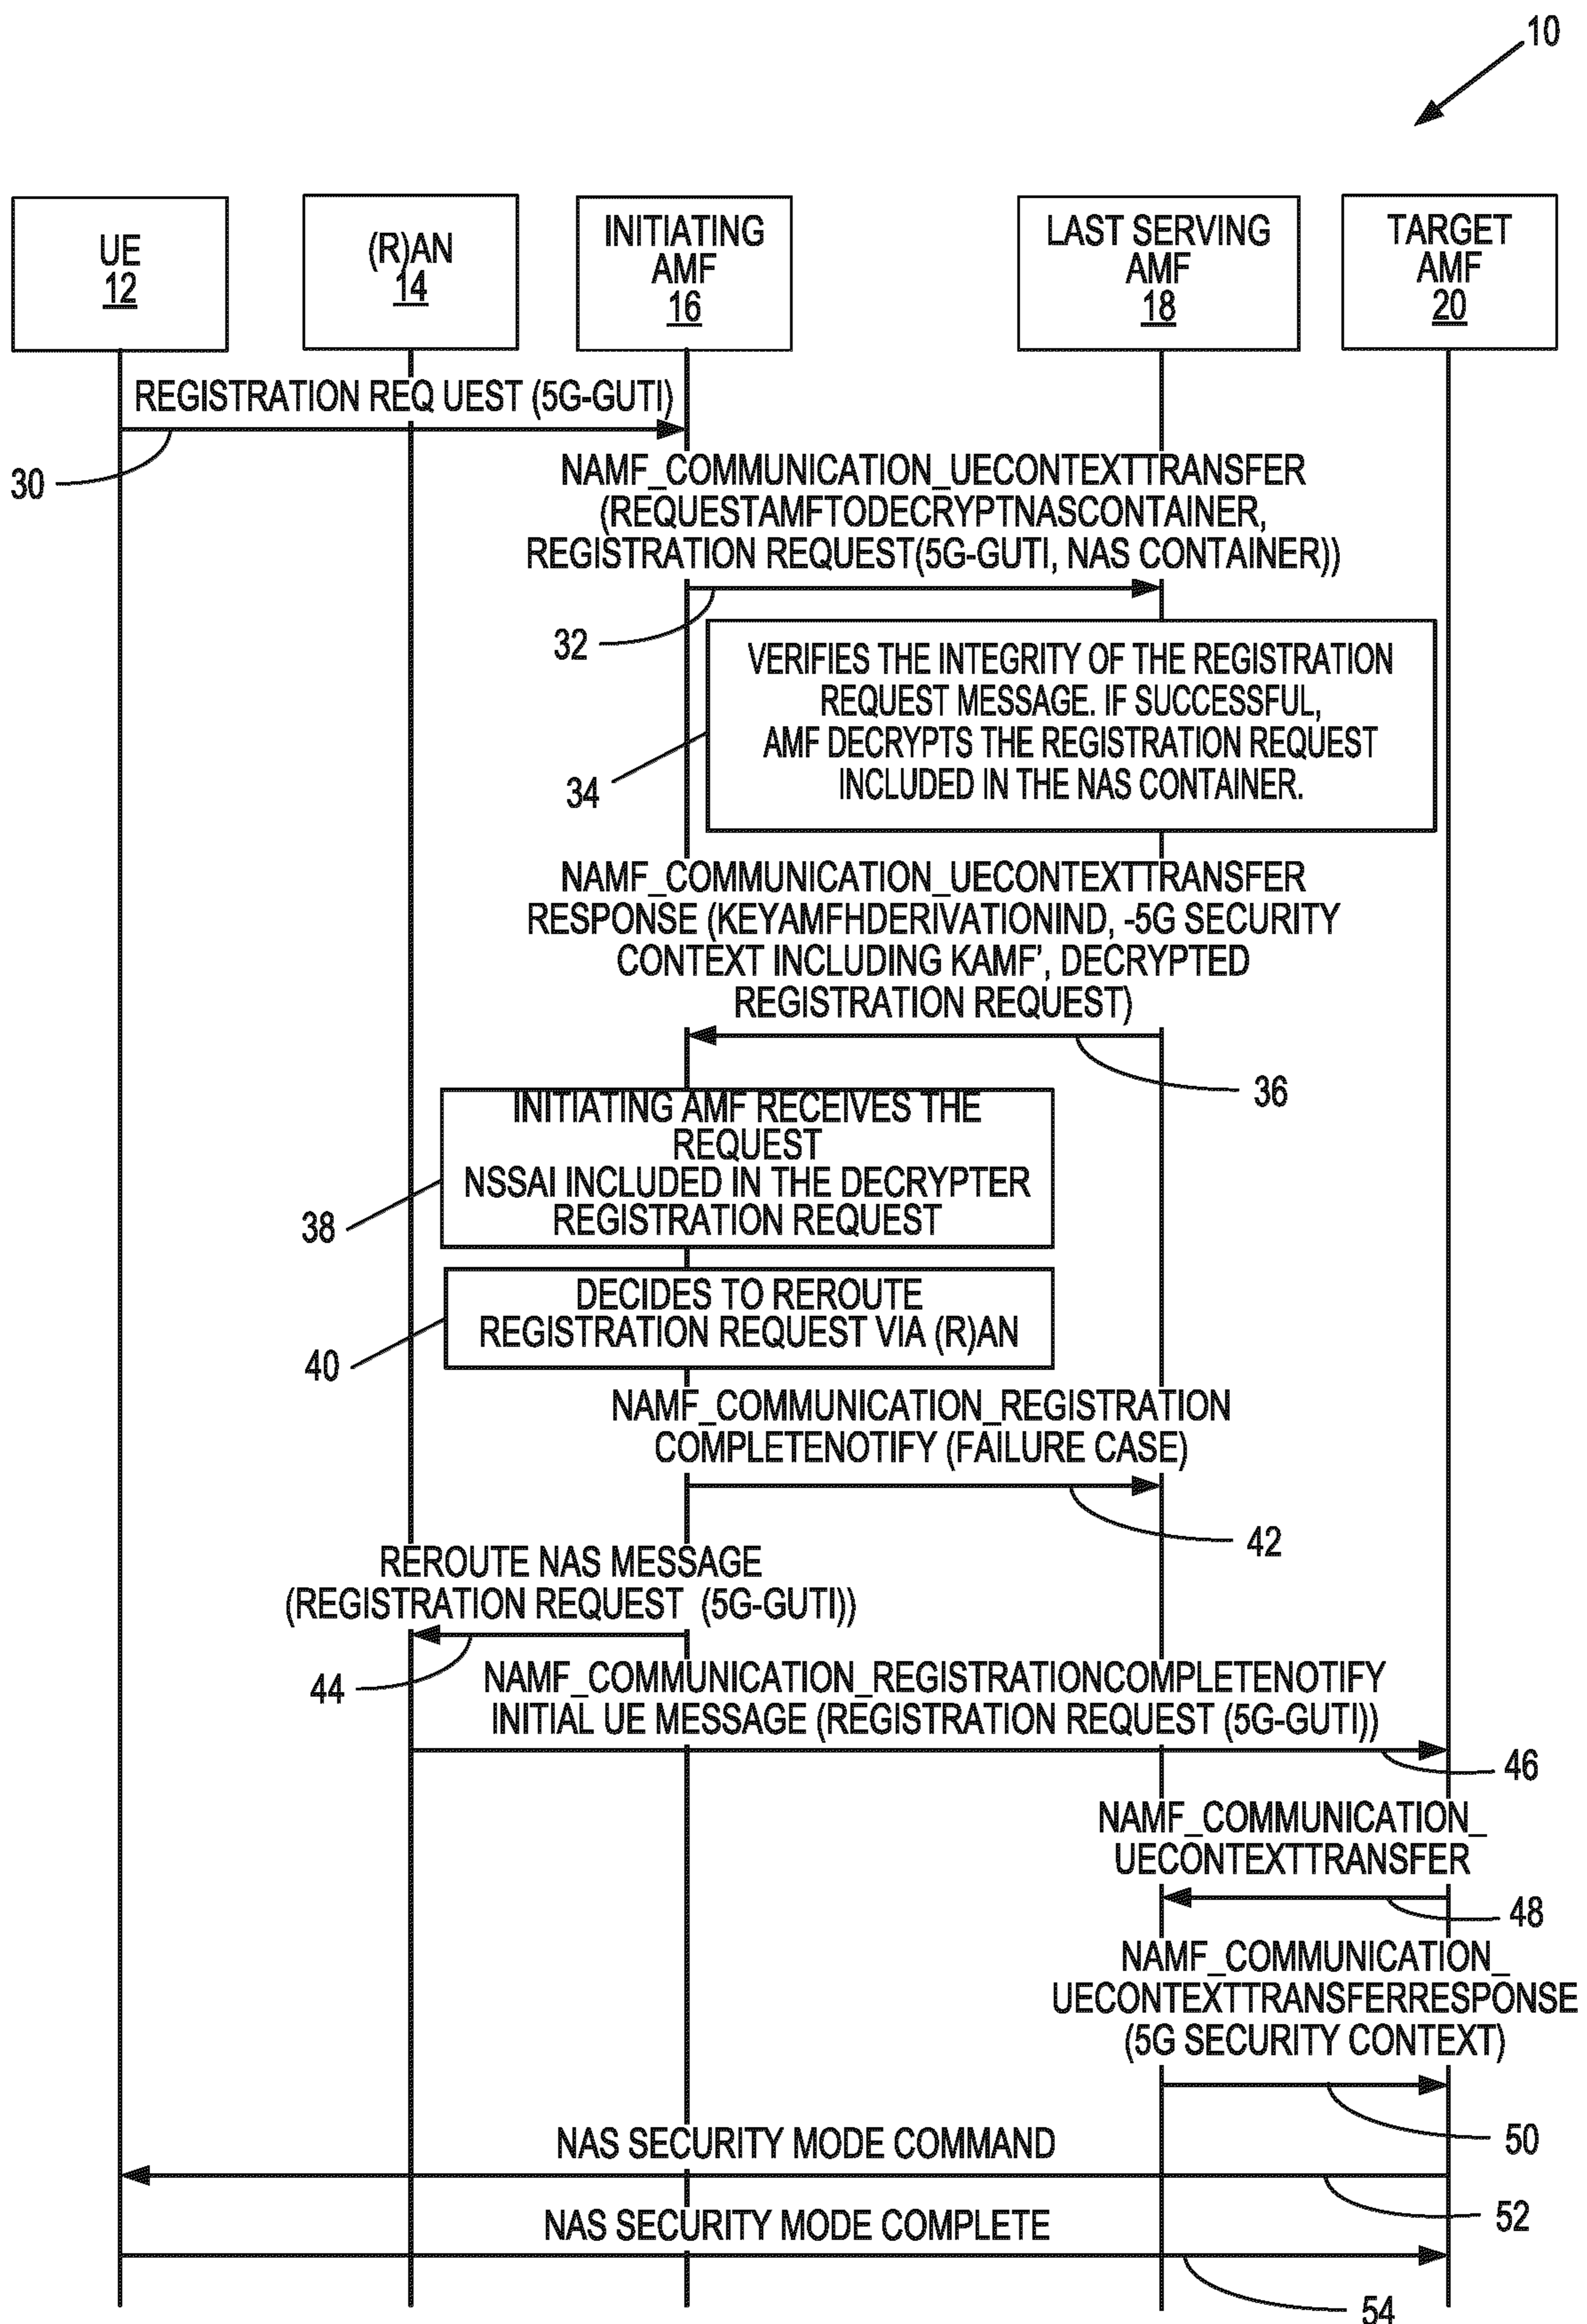 10
UE
12
(R)AN
14
INITIATING
AMF
16
LAST SERVING
AMF
18
TARGET
AMF
20
REGISTRATION REQ UEST (5G-GUTI)
30
NAMF_COMMUNICATION_UECONTEXTTRANSFER
(REQUESTAMFTODECRYPTNASCONTAINER,
REGISTRATION REQUEST(5G-GUTI, NAS CONTAINER))
32
VERIFIES THE INTEGRITY OF THE REGISTRATION
REQUEST MESSAGE. IF SUCCESSFUL,
AMF DECRYPTS THE REGISTRATION REQUEST
INCLUDED IN THE NAS CONTAINER.
34
NAMF_COMMUNICATION_UECONTEXTTRANSFER
RESPONSE (KEYAMFHDERIVATIONIND, -5G SECURITY
CONTEXT INCLUDING KAMF’, DECRYPTED
REGISTRATION REQUEST)
36
INITIATING AMF RECEIVES THE
REQUEST
NSSAI INCLUDED IN THE DECRYPTER
REGISTRATION REQUEST
38
DECIDES TO REROUTE
REGISTRATION REQUEST VIA (R)AN
40
NAMF_COMMUNICATION_REGISTRATION
COMPLETENOTIFY (FAILURE CASE)
42
REROUTE NAS MESSAGE
(REGISTRATION REQUEST (5G-GUTI))
44
NAMF_COMMUNICATION_REGISTRATIONCOMPLETENOTIFY
INITIAL UE MESSAGE (REGISTRATION REQUEST (5G-GUTI))
46
NAMF_COMMUNICATION_
UECONTEXTTRANSFER
48
NAMF_COMMUNICATION_
UECONTEXTTRANSFERRESPONSE
(5G SECURITY CONTEXT)
50
NAS SECURITY MODE COMMAND
52
NAS SECURITY MODE COMPLETE
54